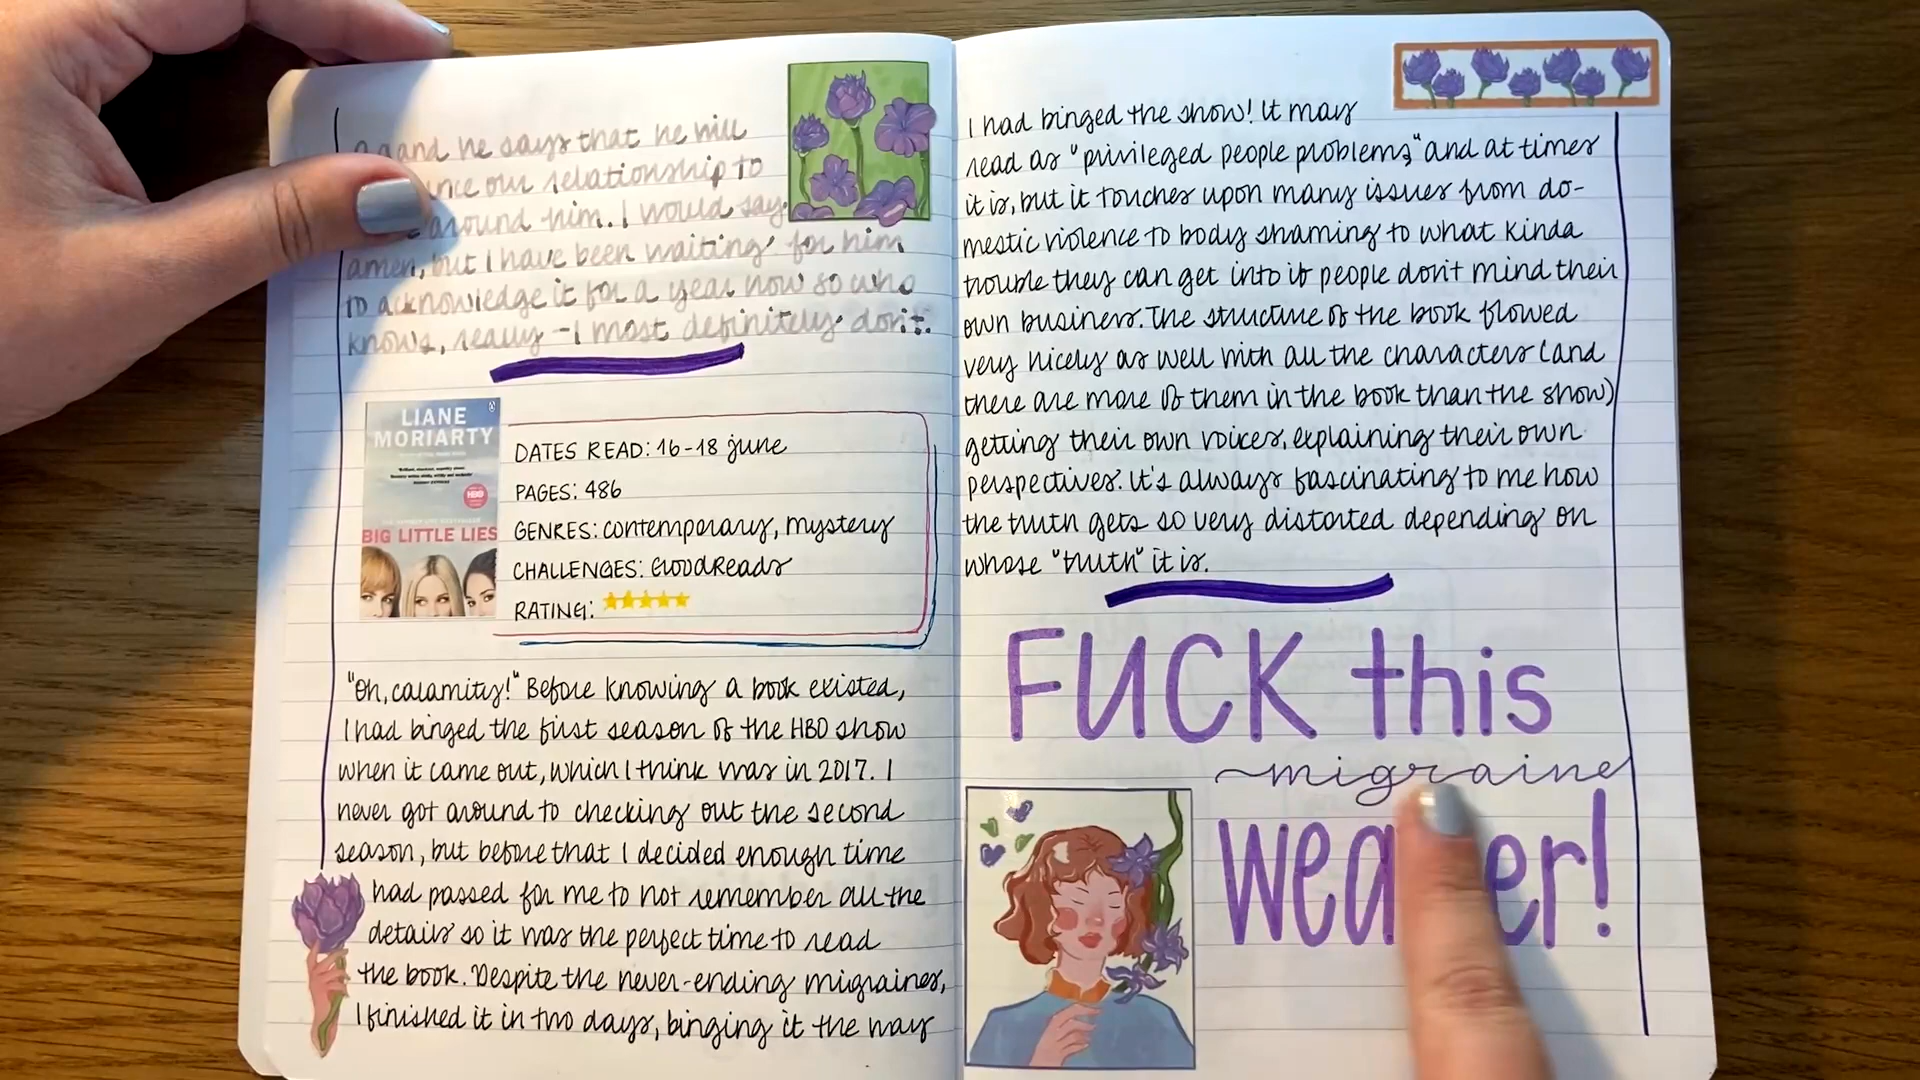 and he says that he will
our relationship to
around him. I would say
amen, but I have been waiting for him
to acknowledge it for a year now so who
knows, really - I most definitely don't.
LIANE
MORIARTY
HBO
BIG LITTLE LIES
DATES READ: 16-18 june
PAGES: 486
GENRES: contemporary, mystery
CHALLENGES: CloudReads
RATING: ★★★★★
"Oh, calamity!" Before knowing a book existed,
I had binged the first season of the HBO show
when it came out, which I think was in 2017. I
never got around to checking out the second
season, but before that I decided enough time
had passed for me to not remember all the
details so it was the perfect time to read
the book. Despite the never-ending migraines,
I finished it in two days, binging it the way
I had binged the show! It may
read as "privileged people problems," and at times
it is, but it touches upon many issues from do-
mestic violence to body shaming to what kinda
trouble they can get into if people don't mind their
own business. The structure of the book flowed
very nicely as well with all the characters (and
there are more of them in the book than the show)
getting their own voices, explaining their own
perspectives. It's always fascinating to me how
the truth gets so very distorted depending on
whose "truth" it is.
FUCK this
migraine
wea er!